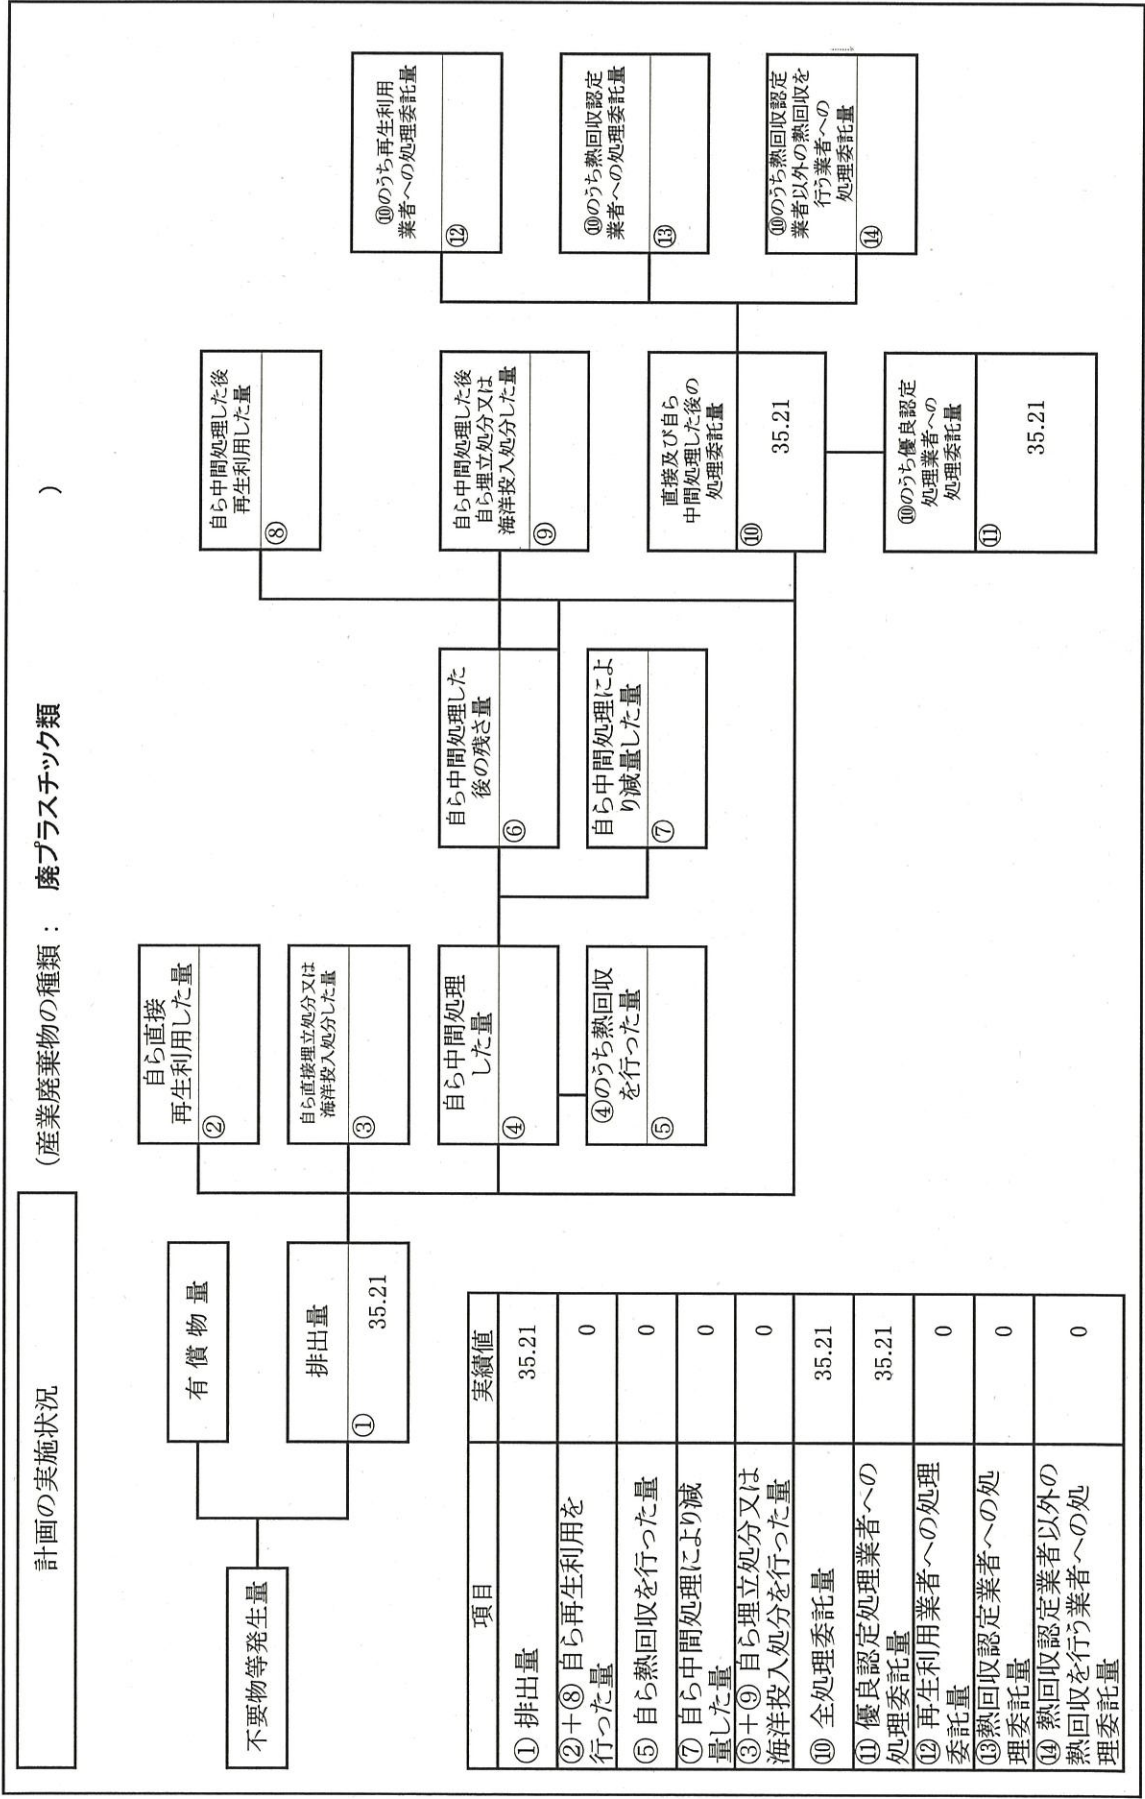 計画の実施状況
（産業廃棄物の種類： 廃プラスチック類 ）
不要物等発生量
有償物量
排出量
①
35.21
自ら直接
再生利用した量
②
自ら直接埋立処分又は
海洋投入処分した量
③
自ら中間処理
した量
④
④のうち熱回収
を行った量
⑤
自ら中間処理した
後の残さ量
⑥
自ら中間処理によ
り減量した量
⑦
自ら中間処理した後
再生利用した量
⑧
自ら中間処理した後
自ら埋立処分又は
海洋投入処分した量
⑨
直接及び自ら
中間処理した後の
処理委託量
⑩
35.21
⑩のうち優良認定
処理業者への
処理委託量
⑪
35.21
⑩のうち再生利用
業者への処理委託量
⑫
⑩のうち熱回収認定
業者への処理委託量
⑬
⑩のうち熱回収認定
業者以外の熱回収を
行う業者への
処理委託量
⑭
項目 実績値
① 排出量 35.21
②＋⑧ 自ら再生利用を
行った量 0
⑤ 自ら熱回収を行った量 0
⑦ 自ら中間処理により減
量した量 0
③＋⑨ 自ら埋立処分又は
海洋投入処分を行った量 0
⑩ 全処理委託量 35.21
⑪ 優良認定処理業者への
処理委託量 35.21
⑫ 再生利用業者への処理
委託量 0
⑬熱回収認定業者への処
理委託量 0
⑭ 熱回収認定業者以外の
熱回収を行う業者への処
理委託量 0